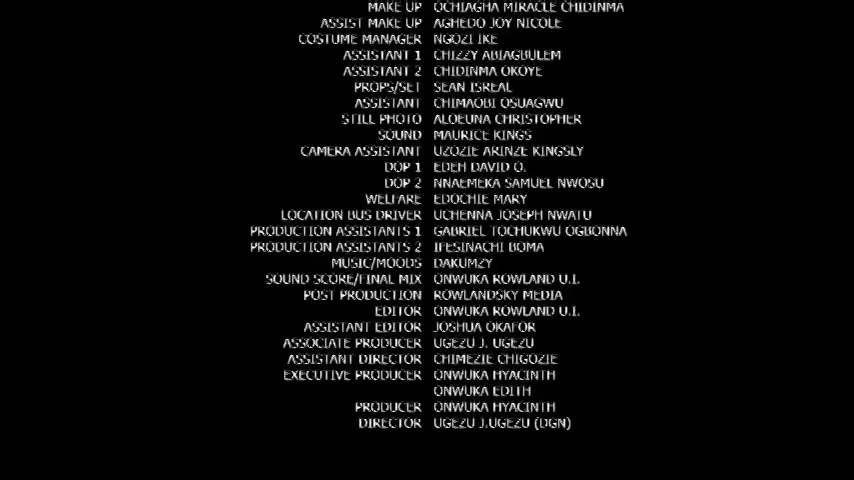 MAKE UP OCHIAGHA MIRACLE CHIDINMA
ASSIST MAKE UP AGHEDO JOY NICOLE
COSTUME MANAGER NGOZI IKE
ASSISTANT 1 CHIZZY ABIAGBULEM
ASSISTANT 2 CHIDINMA OKOYE
PROPS/SET SEAN ISREAL
ASSISTANT CHIMAOBI OSUAGWU
STILL PHOTO ALOEUNA CHRISTOPHER
SOUND MAURICE KINGS
CAMERA ASSISTANT UZOZIE ARINZE KINGSLY
DOP 1 EDEH DAVID O.
DOP 2 NNAEMEKA SAMUEL NWOSU
WELFARE EDOCHIE MARY
LOCATION BUS DRIVER UCHENNA JOSEPH NWATU
PRODUCTION ASSISTANTS 1 GABRIEL TOCHUKWU OGBONNA
PRODUCTION ASSISTANTS 2 IFESINACHI BOMA
MUSIC/MOODS DAKUMZY
SOUND SCORE/FINAL MIX ONWUKA ROWLAND U.I.
POST PRODUCTION ROWLANDSKY MEDIA
EDITOR ONWUKA ROWLAND U.I.
ASSISTANT EDITOR JOSHUA OKAFOR
ASSOCIATE PRODUCER UGEZU J. UGEZU
ASSISTANT DIRECTOR CHIMEZIE CHIGOZIE
EXECUTIVE PRODUCER ONWUKA HYACINTH
ONWUKA EDITH
PRODUCER ONWUKA HYACINTH
DIRECTOR UGEZU J.UGEZU (DGN)